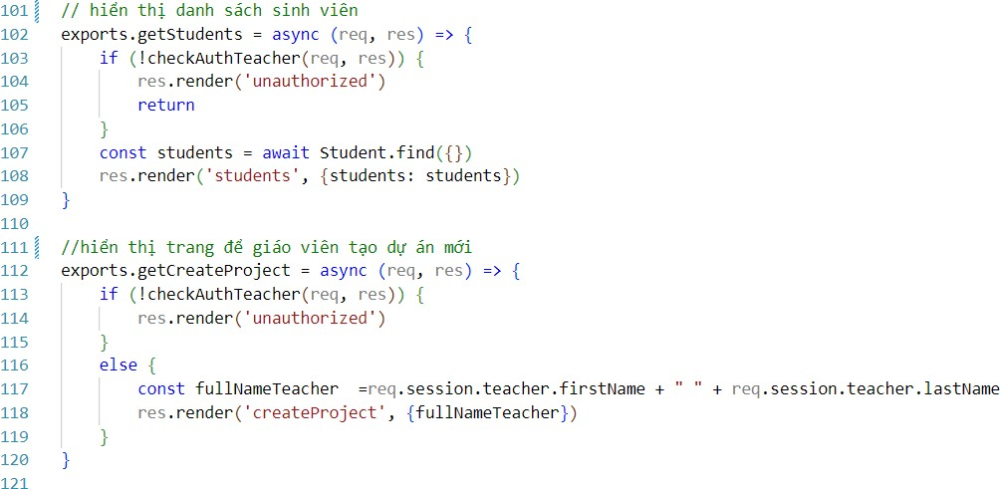 101 // hiển thị danh sách sinh viên
102 exports.getStudents = async (req, res) => {
103     if (!checkAuthTeacher(req, res)) {
104         res.render('unauthorized')
105         return
106     }
107     const students = await Student.find({})
108     res.render('students', {students: students})
109 }
110
111 //hiển thị trang để giáo viên tạo dự án mới
112 exports.getCreateProject = async (req, res) => {
113     if (!checkAuthTeacher(req, res)) {
114         res.render('unauthorized')
115     }
116     else {
117         const fullNameTeacher  =req.session.teacher.firstName + " " + req.session.teacher.lastName
118         res.render('createProject', {fullNameTeacher})
119     }
120 }
121